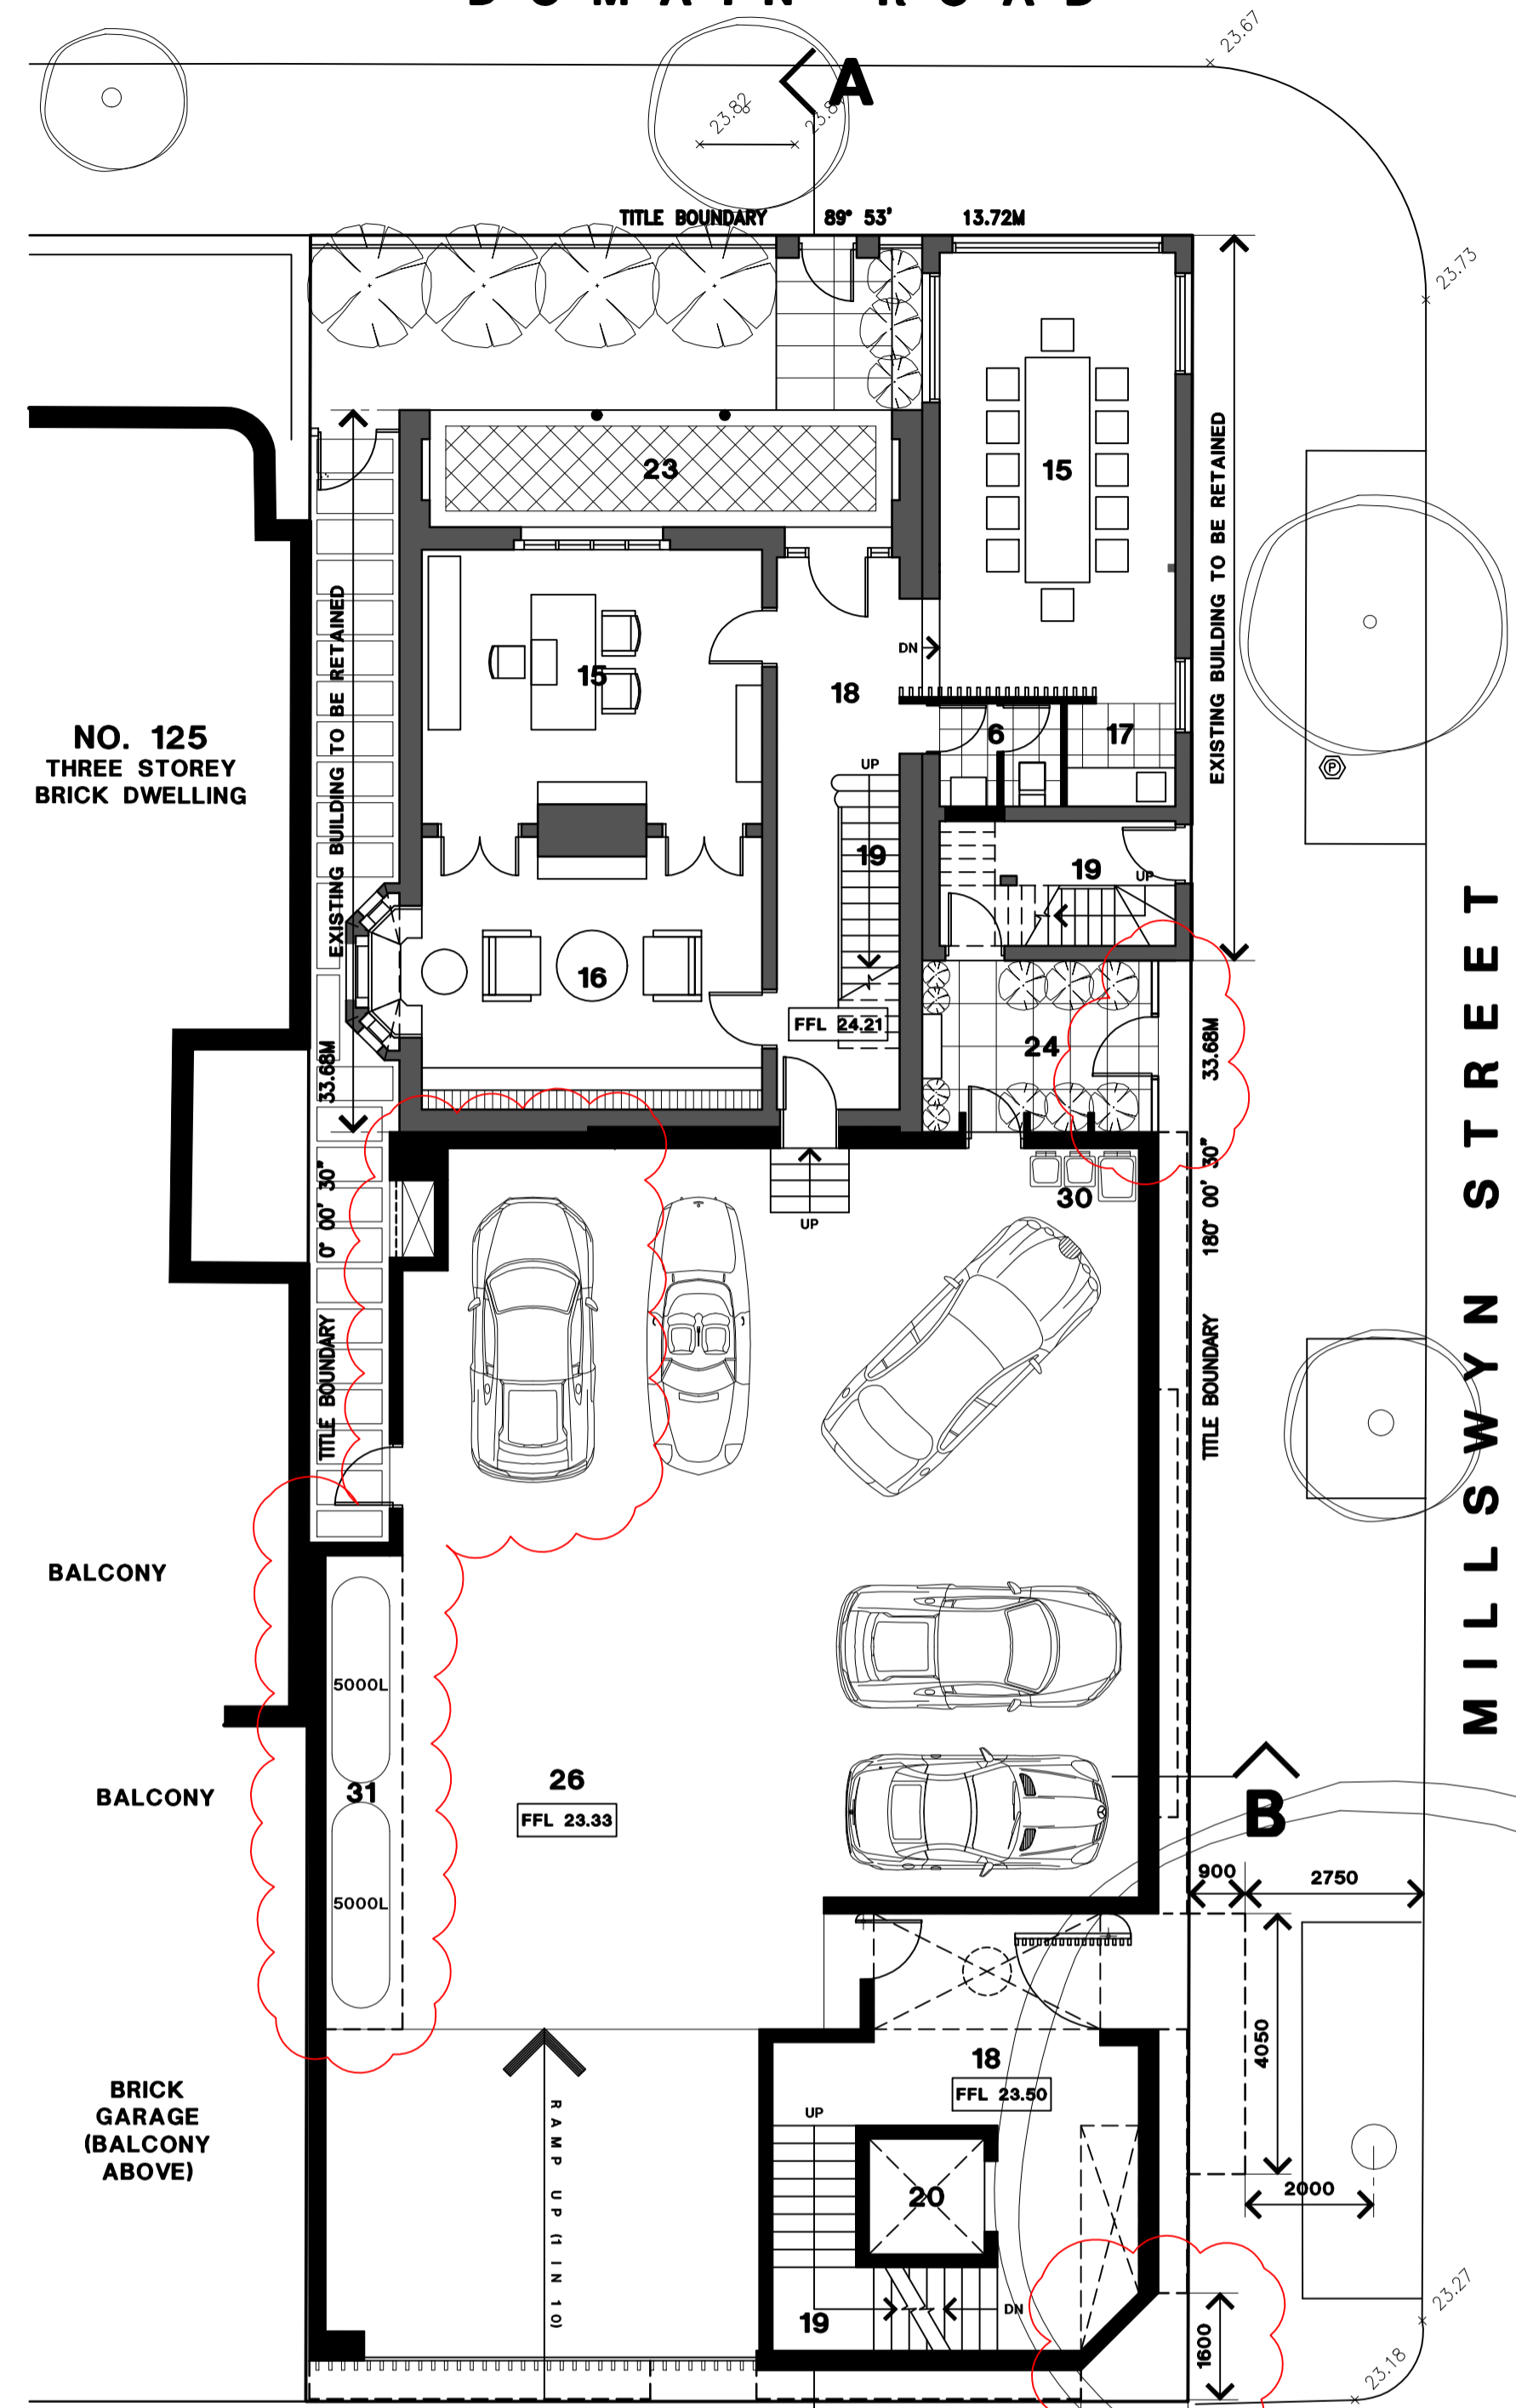 DOMAIN ROAD
23.67
A
23.82
TITLE BOUNDARY 89° 53' 13.72M
23.73
23
15
EXISTING BUILDING TO BE RETAINED
EXISTING BUILDING TO BE RETAINED
DN
15
18
NO. 125
THREE STOREY
BRICK DWELLING
6
17
P
UP
19
19
UP
16
FFL 24.21
24
33.68M
33.68M
MILLSWYN STREET
0° 00' 30"
180° 00' 30"
30
UP
TITLE BOUNDARY
TITLE BOUNDARY
BALCONY
5000L
31
26
FFL 23.33
BALCONY
B
900
2750
5000L
4050
18
FFL 23.50
BRICK
GARAGE
(BALCONY
ABOVE)
RAMP UP (1 IN 10)
UP
20
2000
DN
19
23.27
1600
23.18